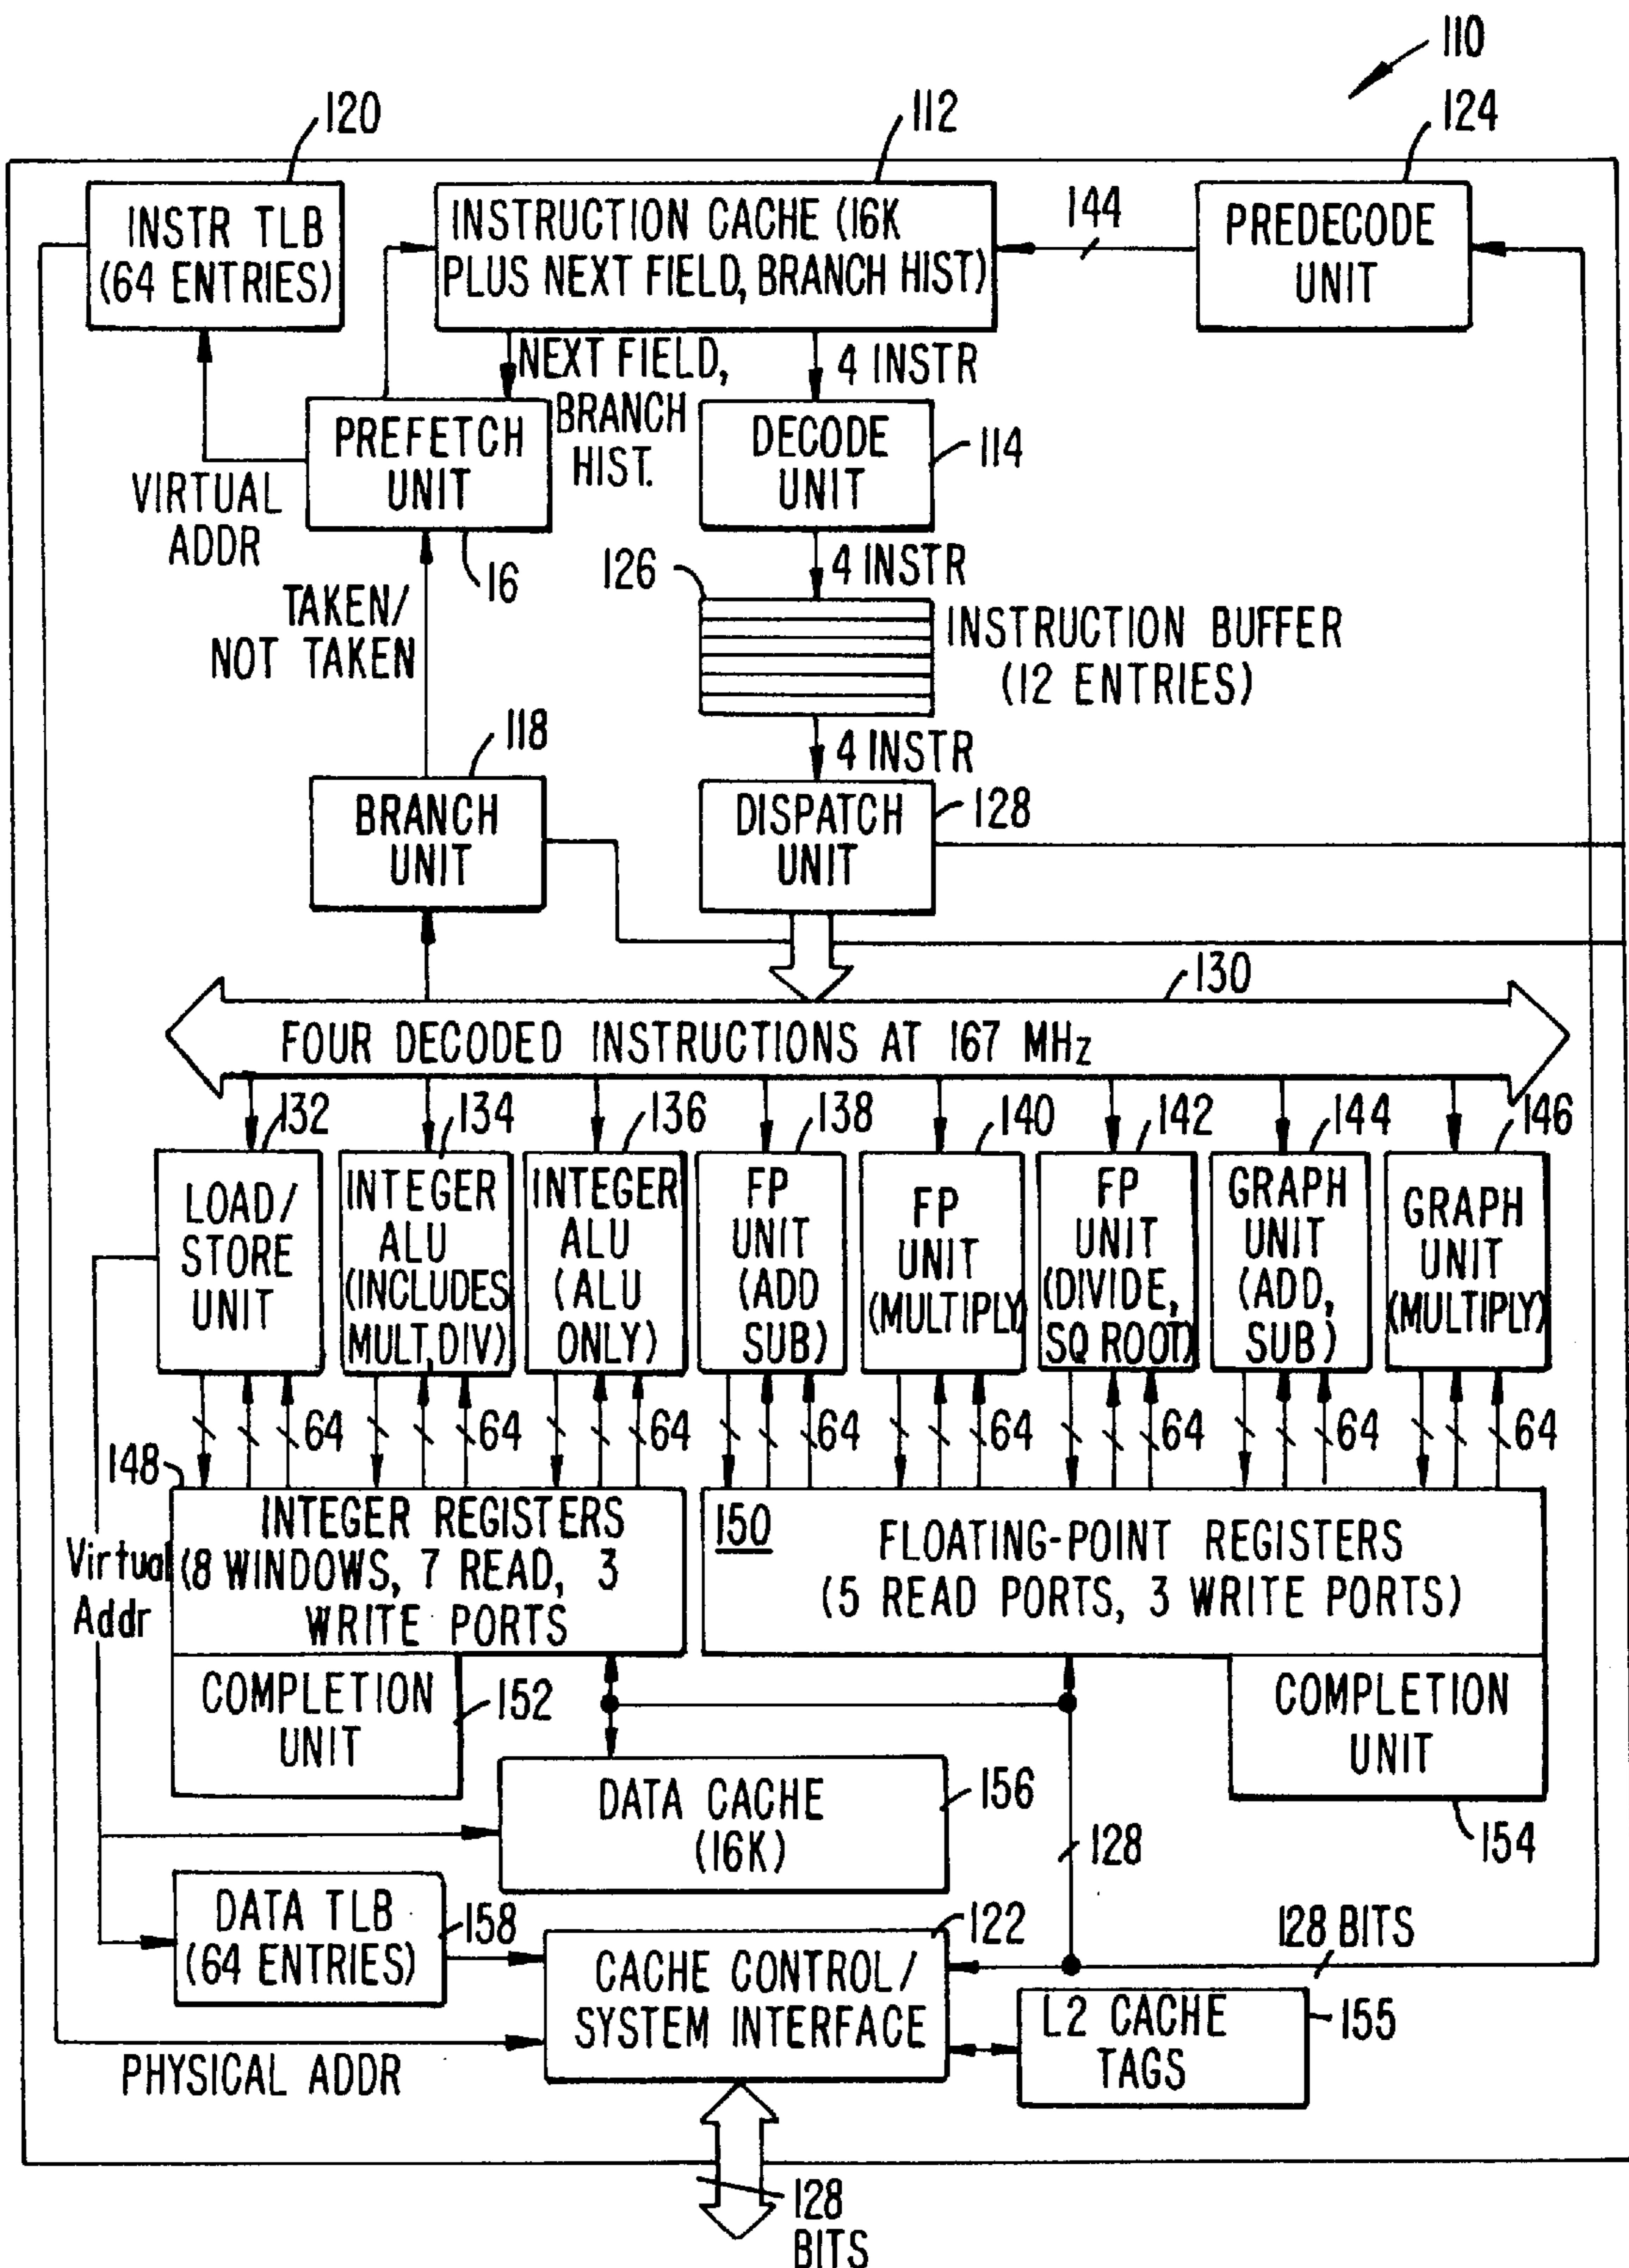 110
120
112
124
INSTR TLB
(64 ENTRIES)
INSTRUCTION CACHE (16K
PLUS NEXT FIELD, BRANCH HIST)
144
PREDECODE
UNIT
NEXT FIELD,
BRANCH
HIST.
4 INSTR
PREFETCH
UNIT
DECODE
UNIT
114
VIRTUAL
ADDR
16
126
4 INSTR
TAKEN/
NOT TAKEN
INSTRUCTION BUFFER
(12 ENTRIES)
118
4 INSTR
BRANCH
UNIT
DISPATCH
UNIT
128
130
FOUR DECODED INSTRUCTIONS AT 167 MHz
132
134
136
138
140
142
144
146
LOAD/
STORE
UNIT
INTEGER
ALU
(INCLUDES
MULT,DIV)
INTEGER
ALU
(ALU
ONLY)
FP
UNIT
(ADD
SUB)
FP
UNIT
(MULTIPLY)
FP
UNIT
(DIVIDE,
SQ ROOT)
GRAPH
UNIT
(ADD,
SUB)
GRAPH
UNIT
(MULTIPLY)
64
64
64
64
64
64
64
64
148
INTEGER REGISTERS
(8 WINDOWS, 7 READ, 3
WRITE PORTS
150
FLOATING-POINT REGISTERS
(5 READ PORTS, 3 WRITE PORTS)
Virtual
Addr
COMPLETION
UNIT
152
COMPLETION
UNIT
154
DATA CACHE
(16K)
156
128
DATA TLB
(64 ENTRIES)
158
122
128 BITS
CACHE CONTROL/
SYSTEM INTERFACE
L2 CACHE
TAGS
155
PHYSICAL ADDR
128
BITS